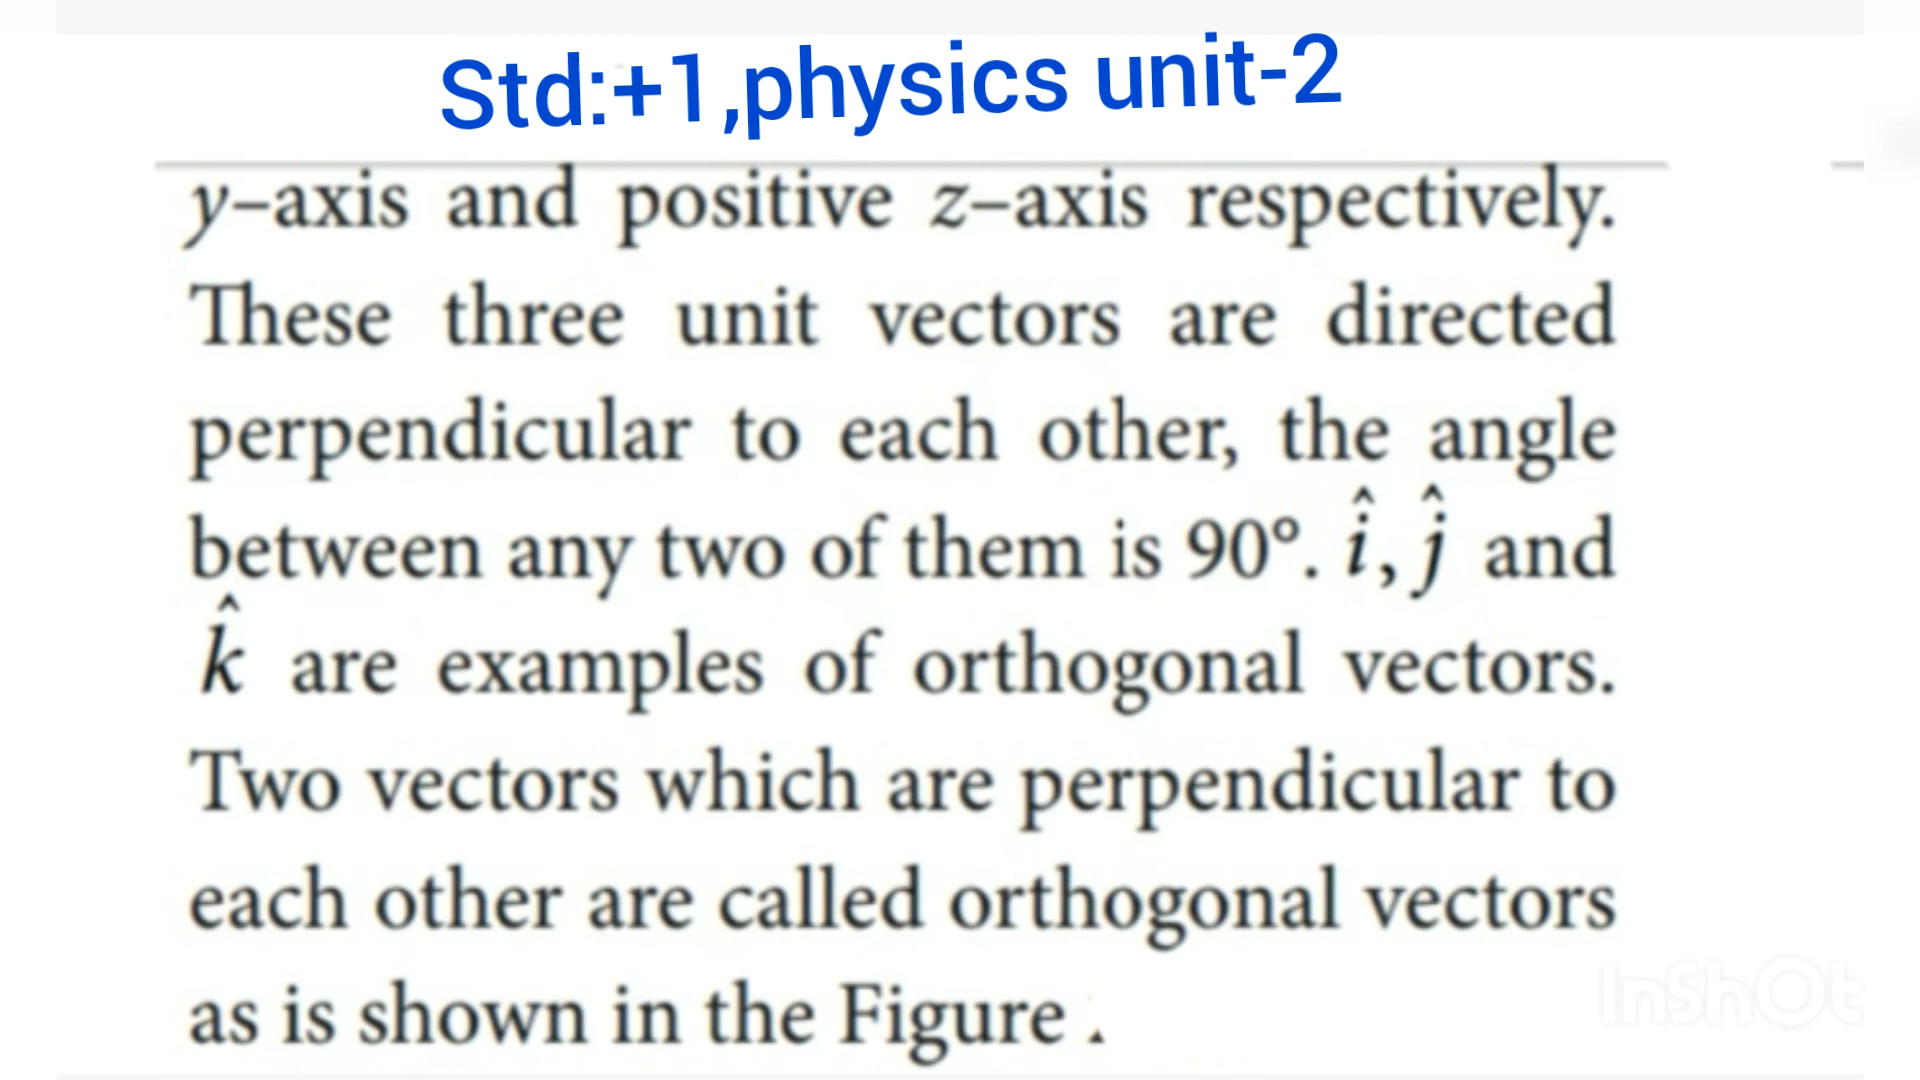 Std:+1,physics unit-2
y–axis and positive z–axis respectively.
These three unit vectors are directed
perpendicular to each other, the angle
between any two of them is 90°. î, ĵ and
k̂ are examples of orthogonal vectors.
Two vectors which are perpendicular to
each other are called orthogonal vectors
as is shown in the Figure .
InShOt